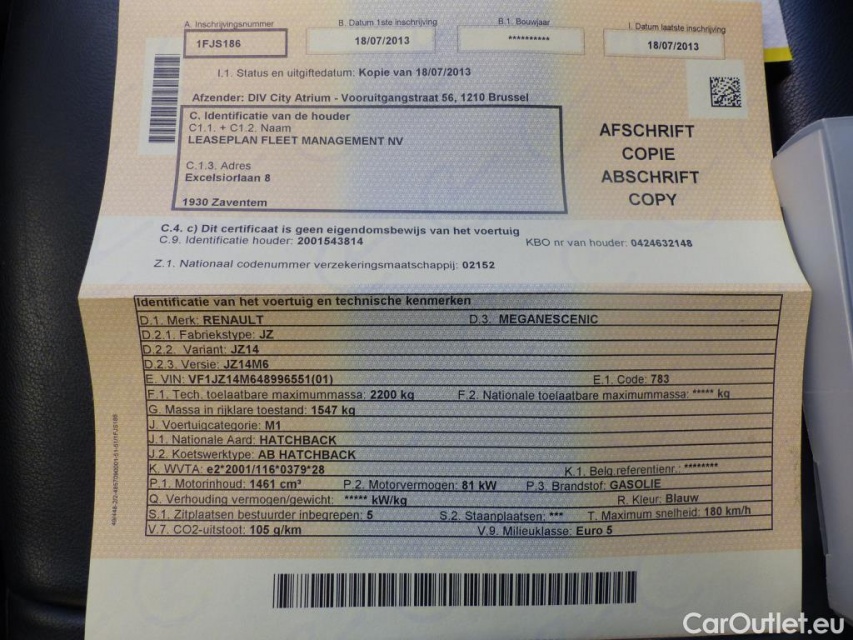 A. Inschrijvingsnummer B. Datum 1ste inschrijving B.1. Bouwjaar I. Datum laatste inschrijving
1FJS186 18/07/2013 ********** 18/07/2013
I.1. Status en uitgiftedatum: Kopie van 18/07/2013
Afzender: DIV City Atrium - Vooruitgangstraat 56, 1210 Brussel
C. Identificatie van de houder
C1.1. + C1.2. Naam
LEASEPLAN FLEET MANAGEMENT NV
C.1.3. Adres
Excelsiorlaan 8
1930 Zaventem
AFSCHRIFT
COPIE
ABSCHRIFT
COPY
C.4. c) Dit certificaat is geen eigendomsbewijs van het voertuig
C.9. Identificatie houder: 2001543814 KBO nr van houder: 0424632148
Z.1. Nationaal codenummer verzekeringsmaatschappij: 02152
Identificatie van het voertuig en technische kenmerken
D.1. Merk: RENAULT D.3. MEGANESCENIC
D.2.1. Fabriekstype: JZ
D.2.2. Variant: JZ14
D.2.3. Versie: JZ14M6
E. VIN: VF1JZ14M648996551(01) E.1. Code: 783
F.1. Tech. toelaatbare maximummassa: 2200 kg F.2. Nationale toelaatbare maximummassa: ***** kg
G. Massa in rijklare toestand: 1547 kg
J. Voertuigcategorie: M1
J.1. Nationale Aard: HATCHBACK
J.2. Koetswerktype: AB HATCHBACK
K. WVTA: e2*2001/116*0379*28 K.1. Belg.referentienr.: ********
P.1. Motorinhoud: 1461 cm³ P.2. Motorvermogen: 81 kW P.3. Brandstof: GASOLIE
Q. Verhouding vermogen/gewicht: ***** kW/kg R. Kleur: Blauw
S.1. Zitplaatsen bestuurder inbegrepen: 5 S.2. Staanplaatsen: *** T. Maximum snelheid: 180 km/h
V.7. CO2-uitstoot: 105 g/km V.9. Milieuklasse: Euro 5
CarOutlet.eu